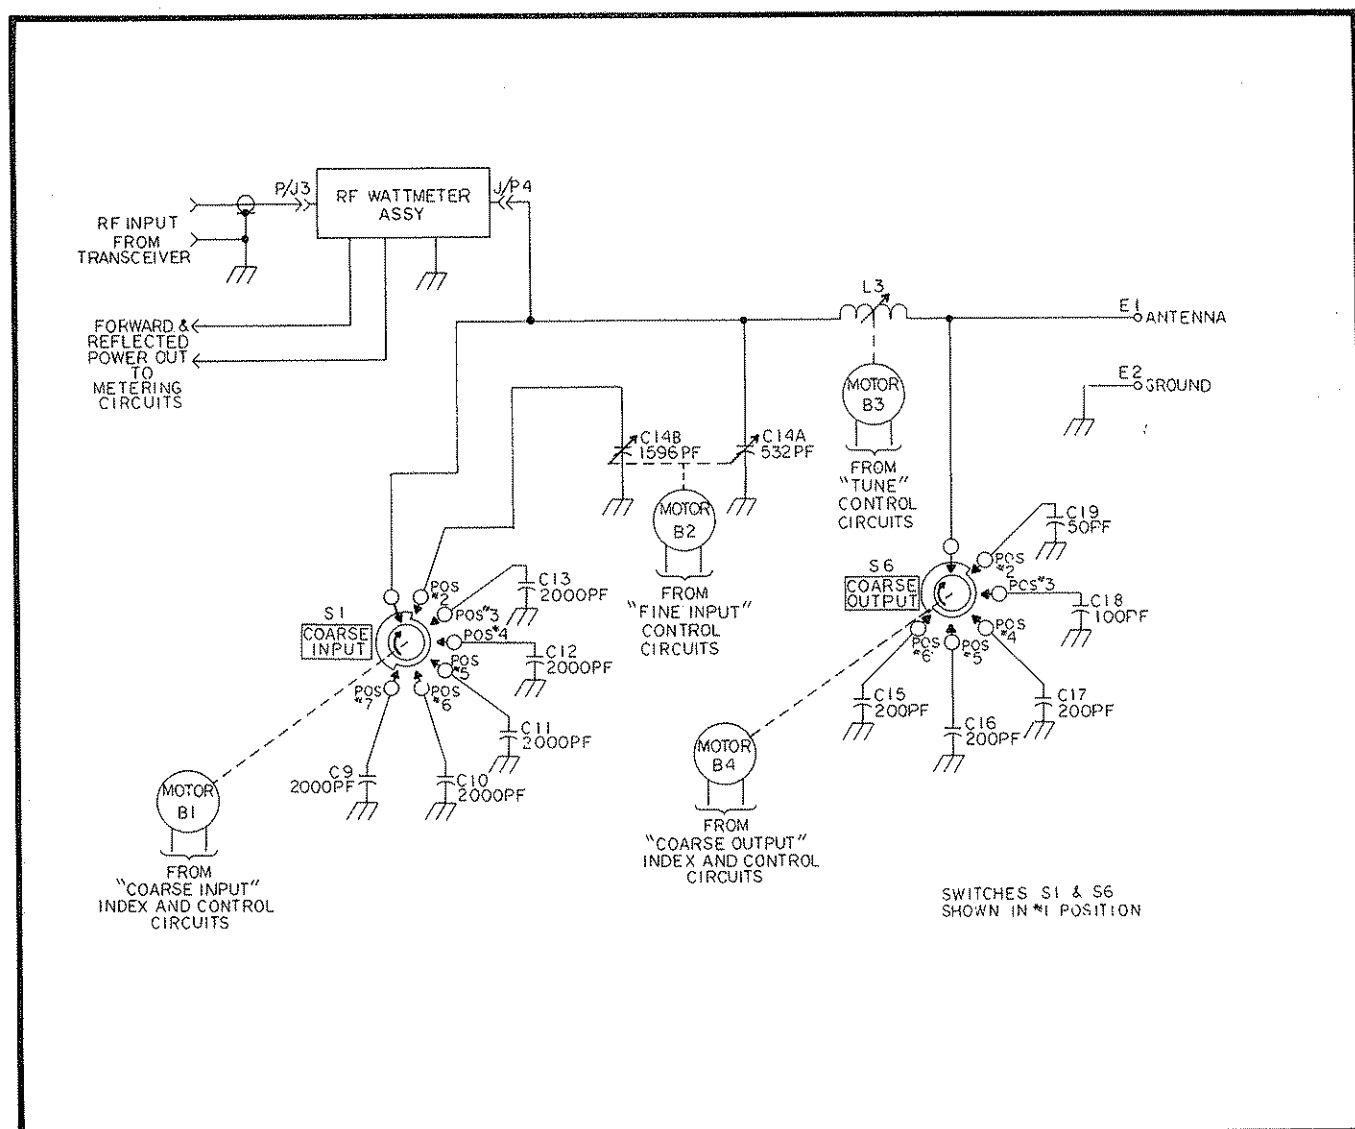 P/J3
RF WATTMETER
ASSY
J/P4
RF INPUT
FROM
TRANSCEIVER
FORWARD &
REFLECTED
POWER OUT
TO
METERING
CIRCUITS
L3
E1
ANTENNA
E2
GROUND
MOTOR
B3
FROM
"TUNE"
CONTROL
CIRCUITS
C14B
1596PF
C14A
532PF
MOTOR
B2
FROM
"FINE INPUT"
CONTROL
CIRCUITS
S1
COARSE
INPUT
POS
#2
POS#3
POS#4
POS
#5
POS
#6
POS
#7
C13
2000PF
C12
2000PF
C11
2000PF
C10
2000PF
C9
2000PF
MOTOR
B1
FROM
"COARSE INPUT"
INDEX AND CONTROL
CIRCUITS
S6
COARSE
OUTPUT
POS
#2
POS#3
POS
#4
POS
#5
POS
#6
C19
50PF
C18
100PF
C17
200PF
C16
200PF
C15
200PF
MOTOR
B4
FROM
"COARSE OUTPUT"
INDEX AND CONTROL
CIRCUITS
SWITCHES S1 & S6
SHOWN IN #1 POSITION